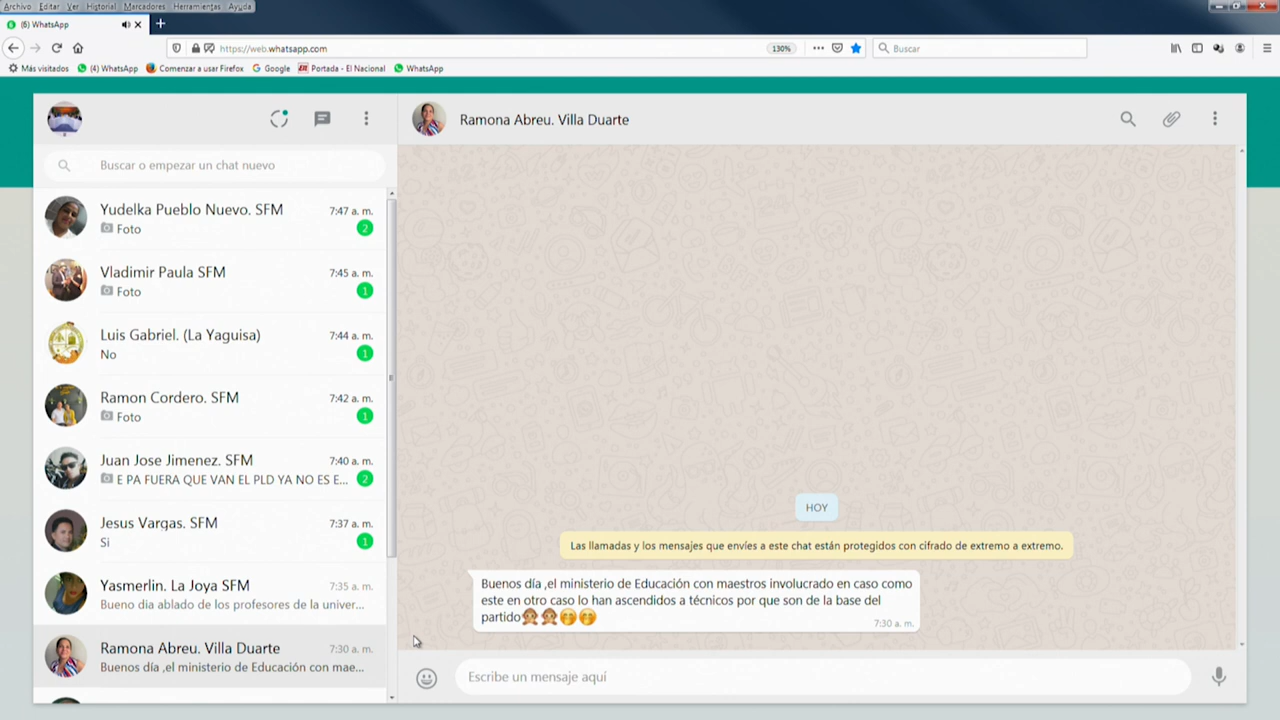 Archivo Editar Ver Historial Marcadores Herramientas Ayuda
(6) WhatsApp
https://web.whatsapp.com
130%
Buscar
Más visitados (4) WhatsApp Comenzar a usar Firefox Google Portada - El Nacional WhatsApp
Ramona Abreu. Villa Duarte
Buscar o empezar un chat nuevo
Yudelka Pueblo Nuevo. SFM 7:47 a. m.
Foto 2
Vladimir Paula SFM 7:45 a. m.
Foto 1
Luis Gabriel. (La Yaguisa) 7:44 a. m.
No 1
Ramon Cordero. SFM 7:42 a. m.
Foto 1
Juan Jose Jimenez. SFM 7:40 a. m.
E PA FUERA QUE VAN EL PLD YA NO ES E... 2
Jesus Vargas. SFM 7:37 a. m.
Si 1
Yasmerlin. La Joya SFM 7:35 a. m.
Bueno dia ablado de los profesores de la univer...
Ramona Abreu. Villa Duarte 7:30 a. m.
Buenos día ,el ministerio de Educación con mae...
HOY
Las llamadas y los mensajes que envíes a este chat están protegidos con cifrado de extremo a extremo.
Buenos día ,el ministerio de Educación con maestros involucrado en caso como
este en otro caso lo han ascendidos a técnicos por que son de la base del
partido🙊🙊🤭🤭
7:30 a. m.
Escribe un mensaje aquí